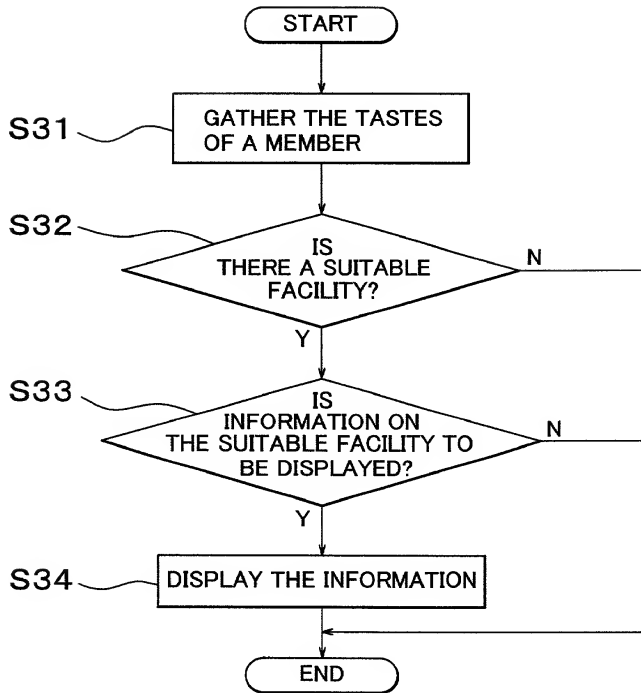 START
S31
GATHER THE TASTES
OF A MEMBER
S32
IS
THERE A SUITABLE
FACILITY?
N
Y
S33
IS
INFORMATION ON
THE SUITABLE FACILITY TO
BE DISPLAYED?
N
Y
S34
DISPLAY THE INFORMATION
END